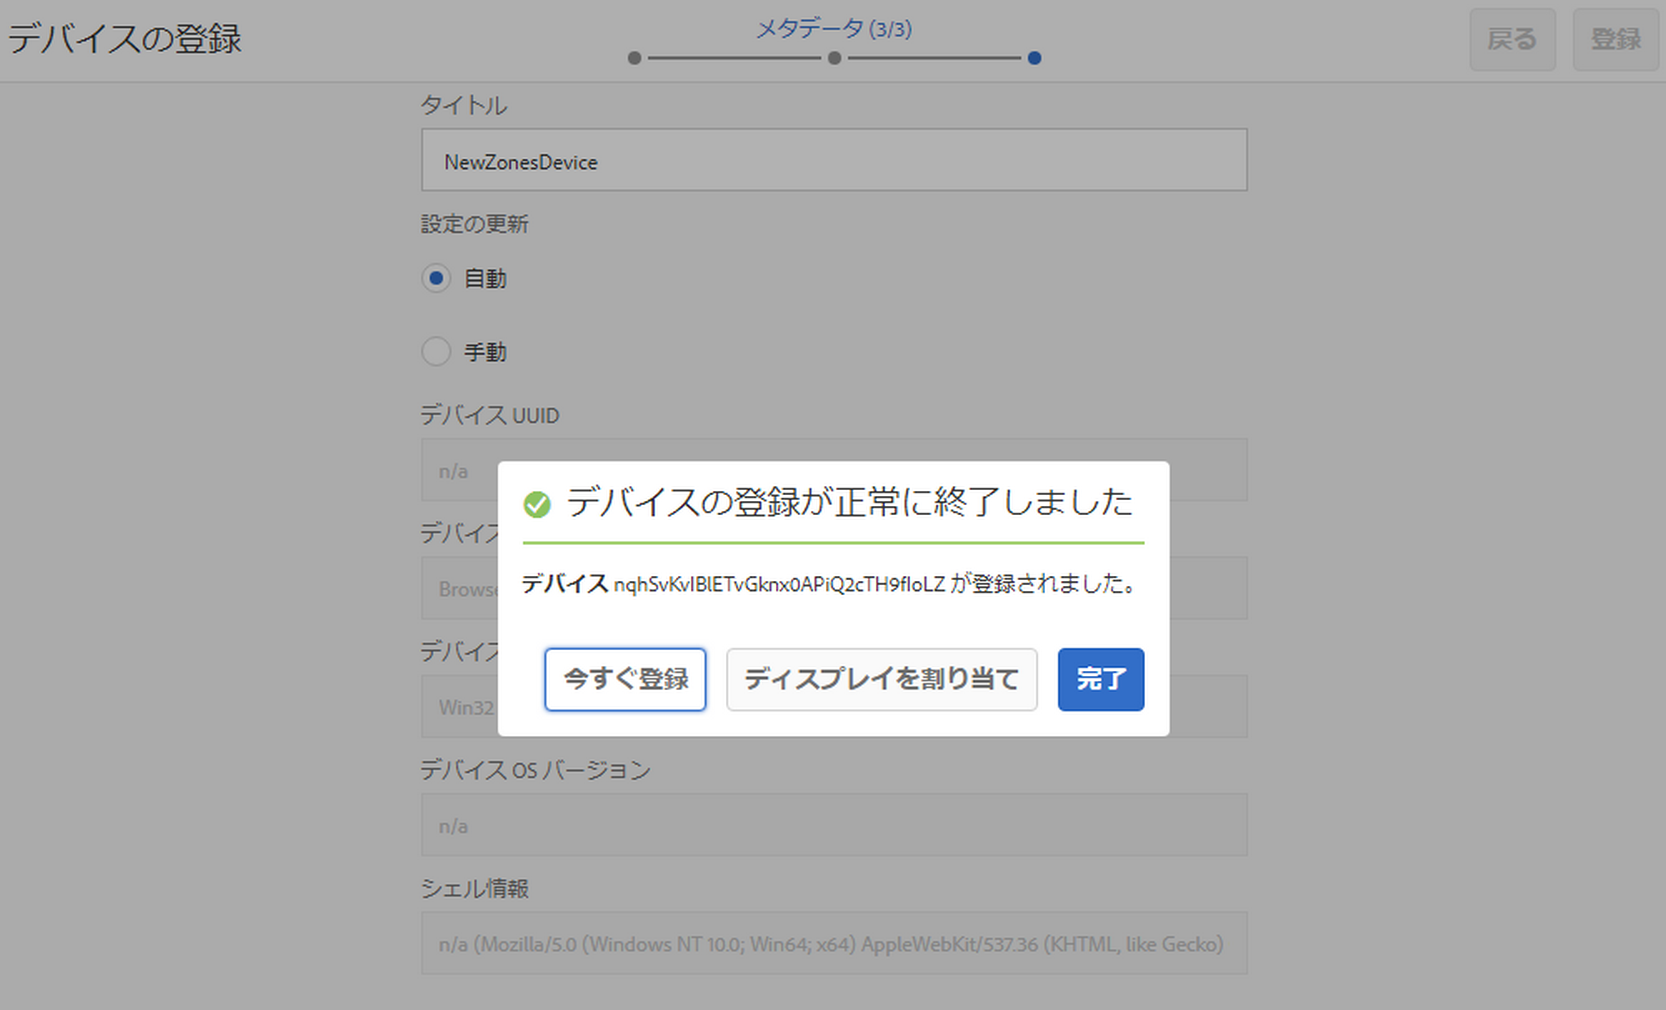 デバイスの登録
メタデータ (3/3)
戻る
登録
タイトル
NewZonesDevice
設定の更新
自動
手動
デバイス UUID
n/a
デバイス
デバイス
Win32
デバイスの登録が正常に終了しました
デバイス nqhSvKvIBlETvGknx0APiQ2cTH9fIoLZ が登録されました。
今すぐ登録
ディスプレイを割り当て
完了
デバイス OS バージョン
n/a
シェル情報
n/a (Mozilla/5.0 (Windows NT 10.0; Win64; x64) AppleWebKit/537.36 (KHTML, like Gecko)